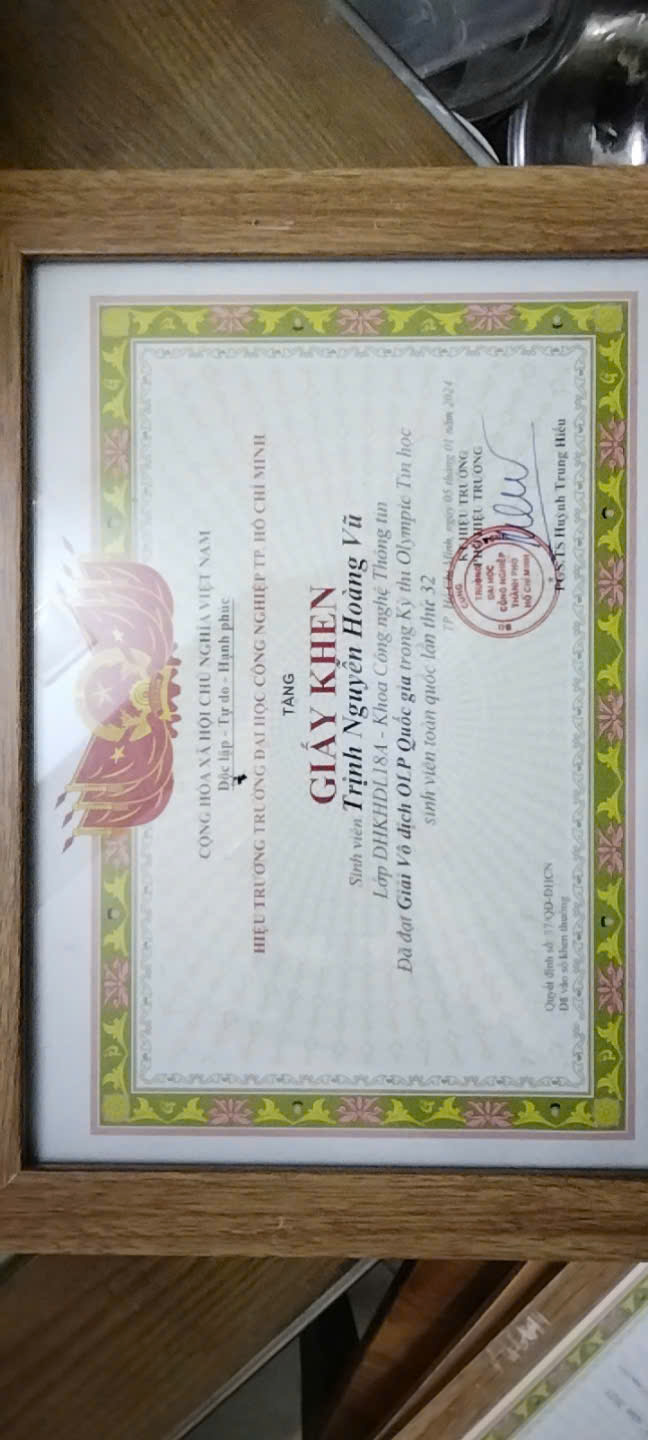 CỘNG HÒA XÃ HỘI CHỦ NGHĨA VIỆT NAM
Độc lập - Tự do - Hạnh phúc
HIỆU TRƯỞNG TRƯỜNG ĐẠI HỌC CÔNG NGHIỆP TP. HỒ CHÍ MINH
TẶNG
GIẤY KHEN
Sinh viên: Trịnh Nguyễn Hoàng Vũ
Lớp DHKHDL18A - Khoa Công nghệ Thông tin
Đã đạt Giải Vô địch OLP Quốc gia trong Kỳ thi Olympic Tin học
sinh viên toàn quốc lần thứ 32
TP. Hồ Chí Minh, ngày 05 tháng 01 năm 2024
KT. HIỆU TRƯỞNG
PHÓ HIỆU TRƯỞNG
TRƯỜNG
ĐẠI HỌC
CÔNG NGHIỆP
THÀNH PHỐ
HỒ CHÍ MINH
Quyết định số: 37/QĐ-ĐHCN
Để vào sổ khen thưởng
PGS.TS Huỳnh Trung Hiếu